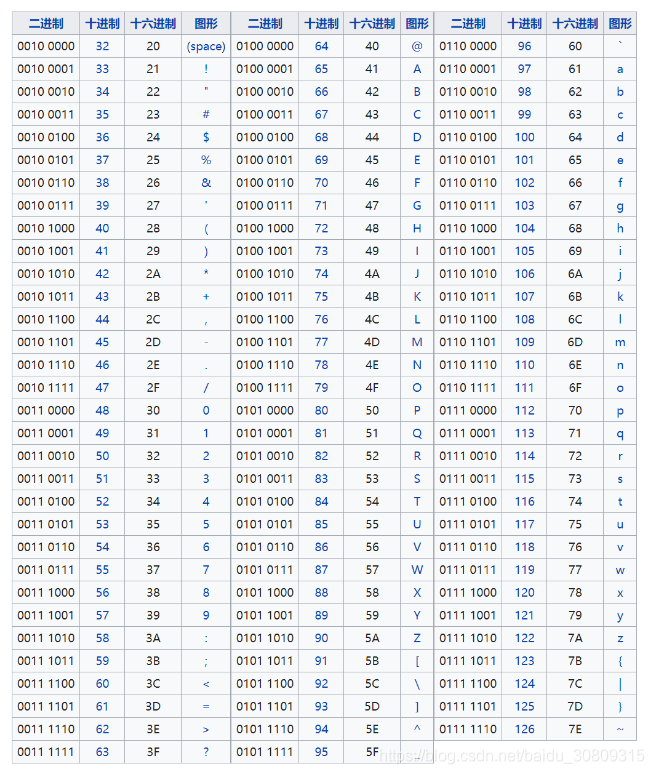 二进制 十进制 十六进制 图形 二进制 十进制 十六进制 图形 二进制 十进制 十六进制 图形
0010 0000 32 20 (space) 0100 0000 64 40 @ 0110 0000 96 60 `
0010 0001 33 21 ! 0100 0001 65 41 A 0110 0001 97 61 a
0010 0010 34 22 " 0100 0010 66 42 B 0110 0010 98 62 b
0010 0011 35 23 # 0100 0011 67 43 C 0110 0011 99 63 c
0010 0100 36 24 $ 0100 0100 68 44 D 0110 0100 100 64 d
0010 0101 37 25 % 0100 0101 69 45 E 0110 0101 101 65 e
0010 0110 38 26 & 0100 0110 70 46 F 0110 0110 102 66 f
0010 0111 39 27 ' 0100 0111 71 47 G 0110 0111 103 67 g
0010 1000 40 28 ( 0100 1000 72 48 H 0110 1000 104 68 h
0010 1001 41 29 ) 0100 1001 73 49 I 0110 1001 105 69 i
0010 1010 42 2A * 0100 1010 74 4A J 0110 1010 106 6A j
0010 1011 43 2B + 0100 1011 75 4B K 0110 1011 107 6B k
0010 1100 44 2C , 0100 1100 76 4C L 0110 1100 108 6C l
0010 1101 45 2D - 0100 1101 77 4D M 0110 1101 109 6D m
0010 1110 46 2E . 0100 1110 78 4E N 0110 1110 110 6E n
0010 1111 47 2F / 0100 1111 79 4F O 0110 1111 111 6F o
0011 0000 48 30 0 0101 0000 80 50 P 0111 0000 112 70 p
0011 0001 49 31 1 0101 0001 81 51 Q 0111 0001 113 71 q
0011 0010 50 32 2 0101 0010 82 52 R 0111 0010 114 72 r
0011 0011 51 33 3 0101 0011 83 53 S 0111 0011 115 73 s
0011 0100 52 34 4 0101 0100 84 54 T 0111 0100 116 74 t
0011 0101 53 35 5 0101 0101 85 55 U 0111 0101 117 75 u
0011 0110 54 36 6 0101 0110 86 56 V 0111 0110 118 76 v
0011 0111 55 37 7 0101 0111 87 57 W 0111 0111 119 77 w
0011 1000 56 38 8 0101 1000 88 58 X 0111 1000 120 78 x
0011 1001 57 39 9 0101 1001 89 59 Y 0111 1001 121 79 y
0011 1010 58 3A : 0101 1010 90 5A Z 0111 1010 122 7A z
0011 1011 59 3B ; 0101 1011 91 5B [ 0111 1011 123 7B {
0011 1100 60 3C < 0101 1100 92 5C \ 0111 1100 124 7C |
0011 1101 61 3D = 0101 1101 93 5D ] 0111 1101 125 7D }
0011 1110 62 3E > 0101 1110 94 5E ^ 0111 1110 126 7E ~
0011 1111 63 3F ? 0101 1111 95 5F _
https://blog.csdn.net/baidu_30809315